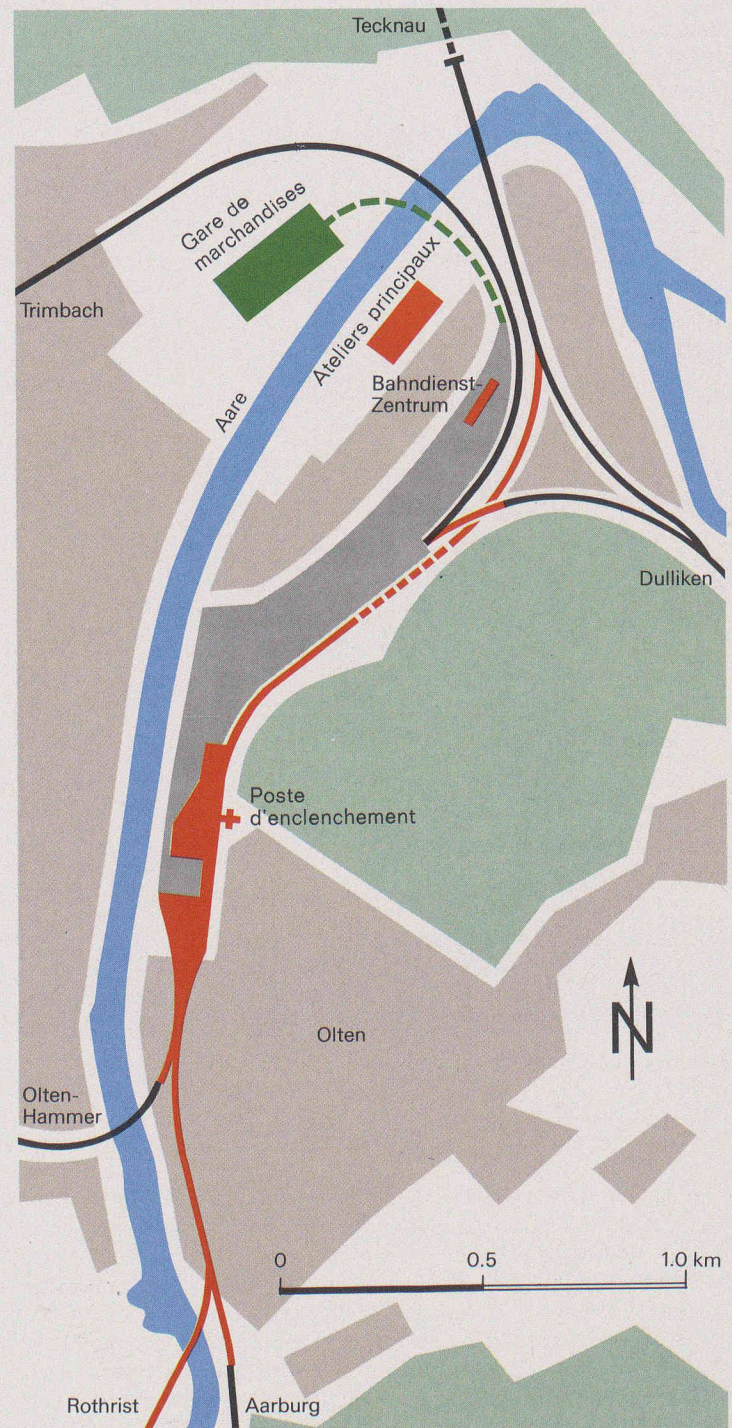 Tecknau
Gare de
marchandises
Trimbach
Ateliers principaux
Aare
Bahndienst-
Zentrum
Dulliken
Poste
d'enclenchement
N
Olten
Olten-
Hammer
0 0.5 1.0 km
Rothrist
Aarburg